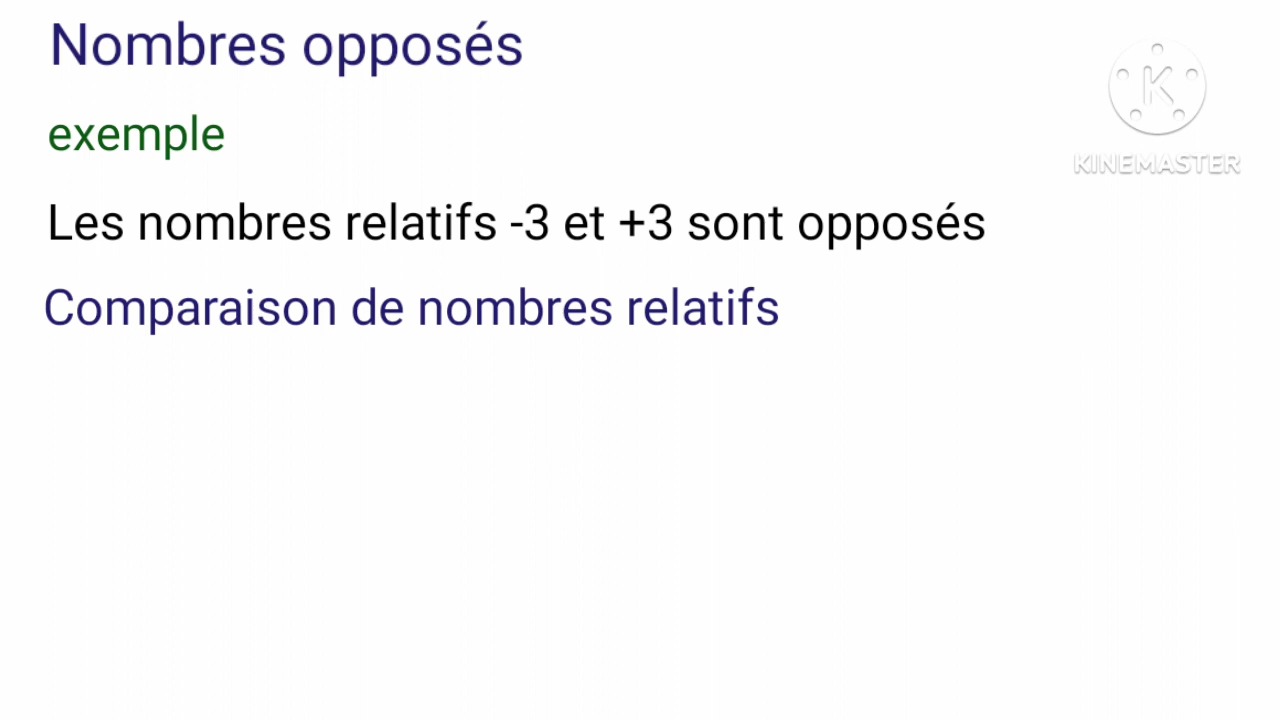 Nombres opposés
exemple
Les nombres relatifs -3 et +3 sont opposés
Comparaison de nombres relatifs
K
KINEMASTER